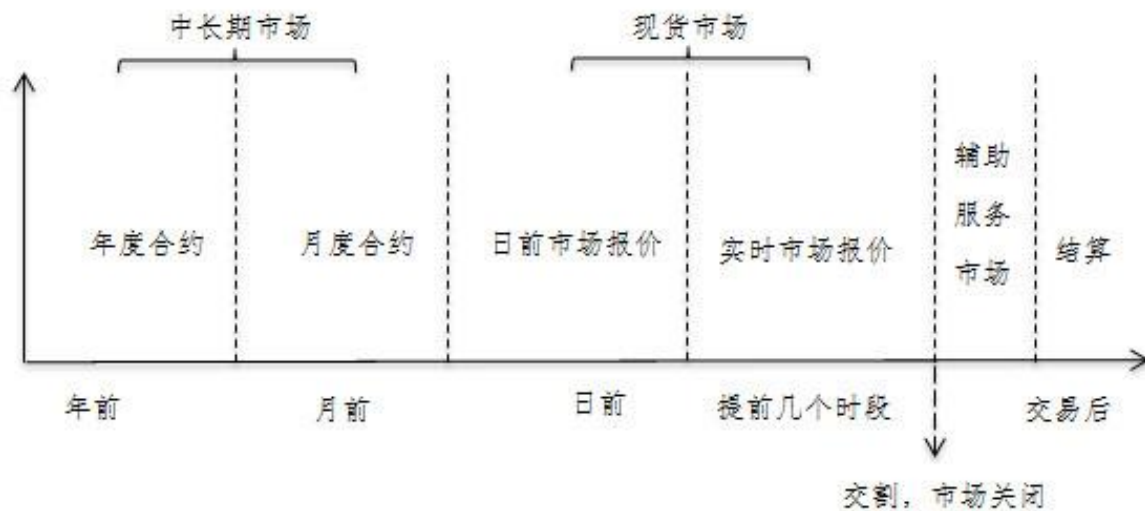 中长期市场
现货市场
年度合约
月度合约
日前市场报价
实时市场报价
辅助
服务
市场
结算
年前
月前
日前
提前几个时段
交易后
交割，市场关闭